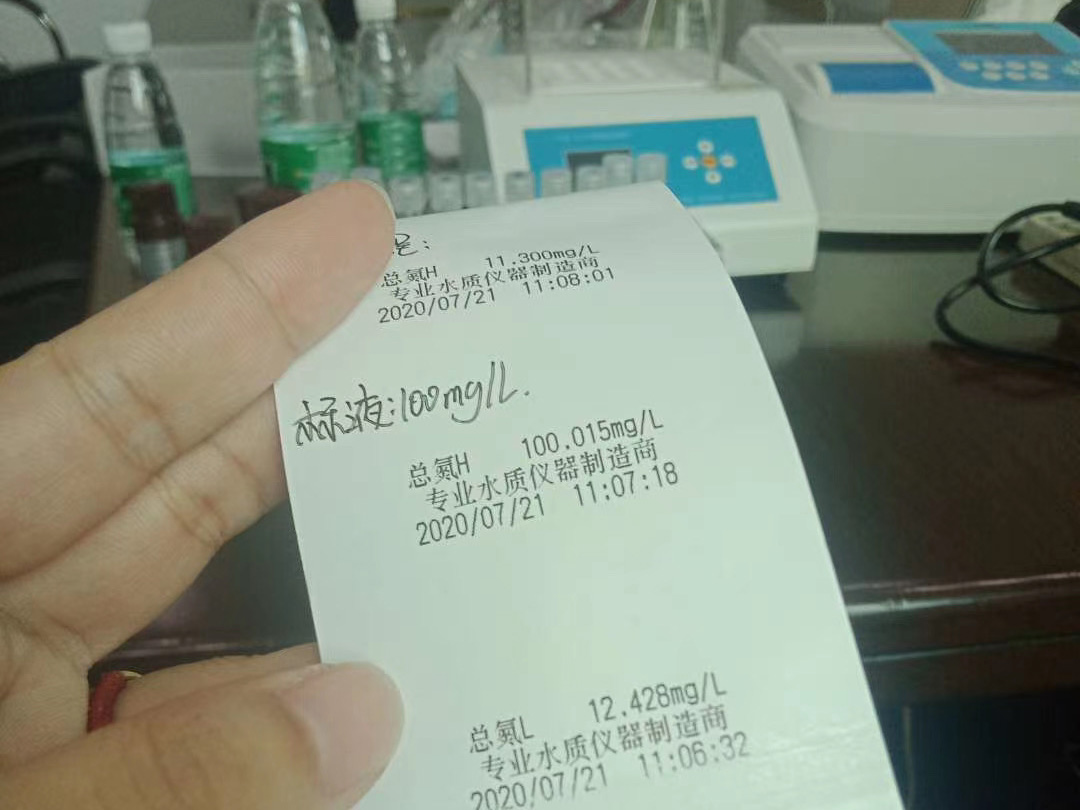 总氮H 11.300mg/L
专业水质仪器制造商
2020/07/21 11:08:01
标液:100mg/L.
总氮H 100.015mg/L
专业水质仪器制造商
2020/07/21 11:07:18
总氮L 12.428mg/L
专业水质仪器制造商
2020/07/21 11:06:32